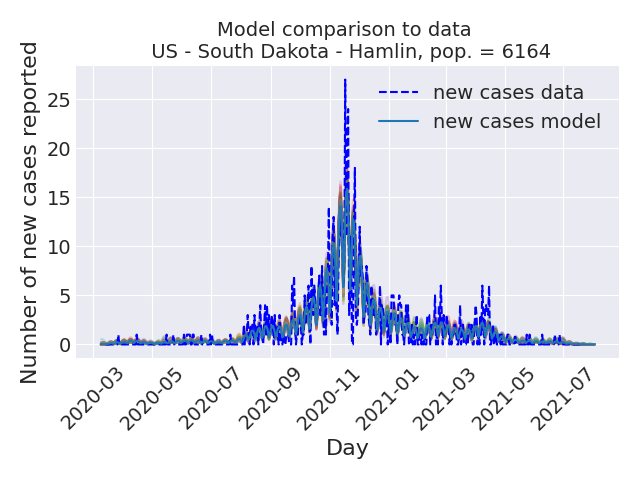 Model comparison to data
US - South Dakota - Hamlin, pop. = 6164
Number of new cases reported
25
20
15
10
5
0
new cases data
new cases model
2020-03
2020-05
2020-07
2020-09
2020-11
2021-01
2021-03
2021-05
2021-07
Day